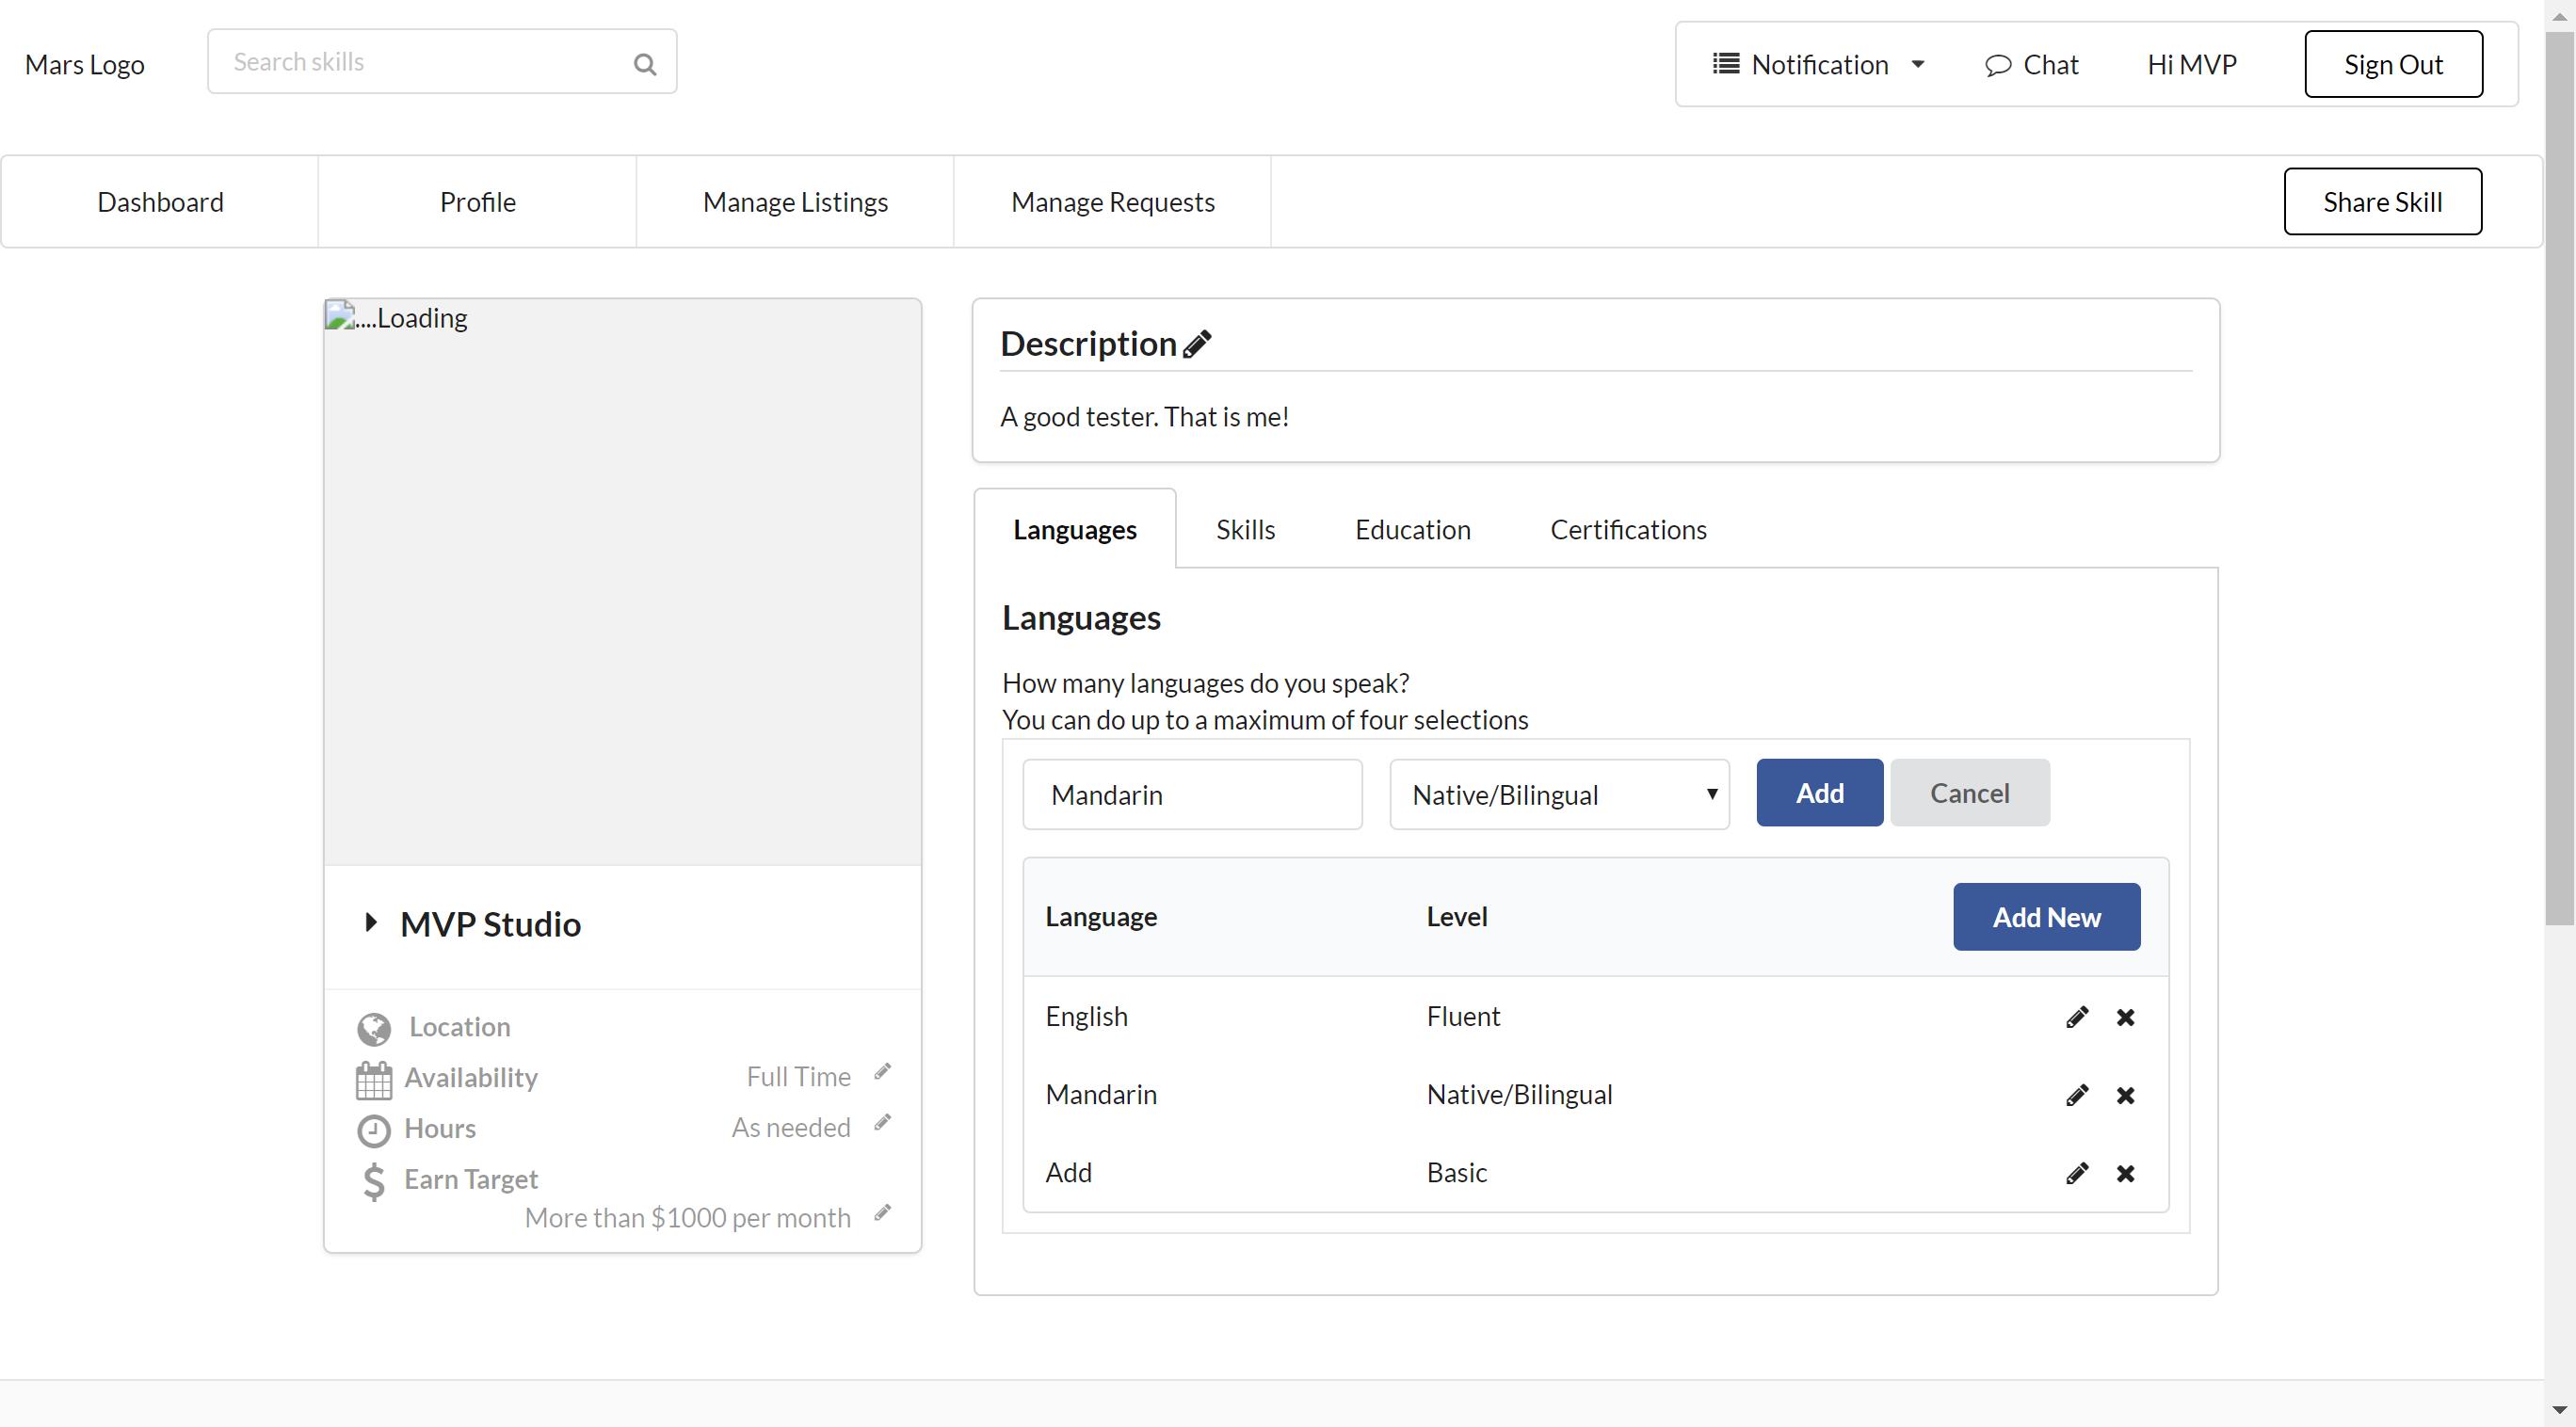 Mars Logo
Search skills
Notification
Chat
Hi MVP
Sign Out
Dashboard
Profile
Manage Listings
Manage Requests
Share Skill
....Loading
MVP Studio
Location
Availability Full Time
Hours As needed
Earn Target
More than $1000 per month
Description
A good tester. That is me!
Languages Skills Education Certifications
Languages
How many languages do you speak?
You can do up to a maximum of four selections
Mandarin Native/Bilingual Add Cancel
Language Level Add New
English Fluent
Mandarin Native/Bilingual
Add Basic